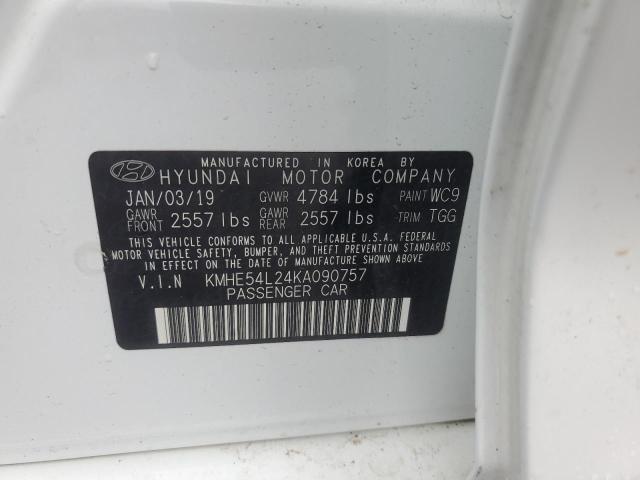 MANUFACTURED IN KOREA BY
HYUNDAI MOTOR COMPANY
JAN/03/19 GVWR 4784 lbs PAINT WC9
GAWR FRONT 2557 lbs GAWR REAR 2557 lbs TRIM TGG
THIS VEHICLE CONFORMS TO ALL APPLICABLE U.S.A. FEDERAL
MOTOR VEHICLE SAFETY, BUMPER, AND THEFT PREVENTION STANDARDS
IN EFFECT ON THE DATE OF MANUFACTURE SHOWN ABOVE
V.I.N KMHE54L24KA090757
PASSENGER CAR